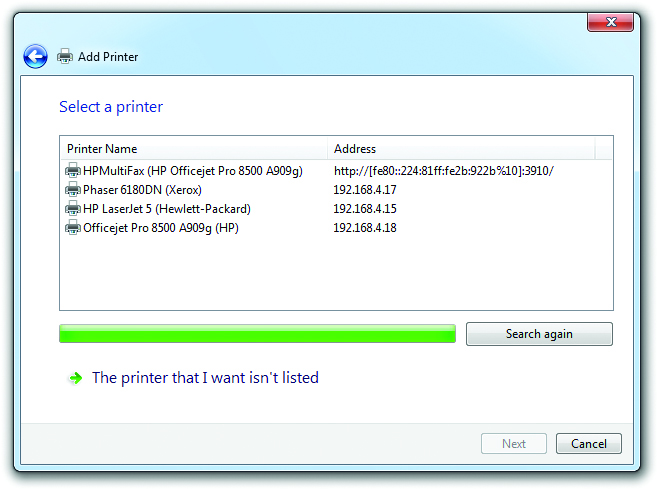 Add Printer
Select a printer
Printer Name Address
HPMultiFax (HP Officejet Pro 8500 A909g) http://[fe80::224:81ff:fe2b:922b%10]:3910/
Phaser 6180DN (Xerox) 192.168.4.17
HP LaserJet 5 (Hewlett-Packard) 192.168.4.15
Officejet Pro 8500 A909g (HP) 192.168.4.18
Search again
The printer that I want isn't listed
Next Cancel